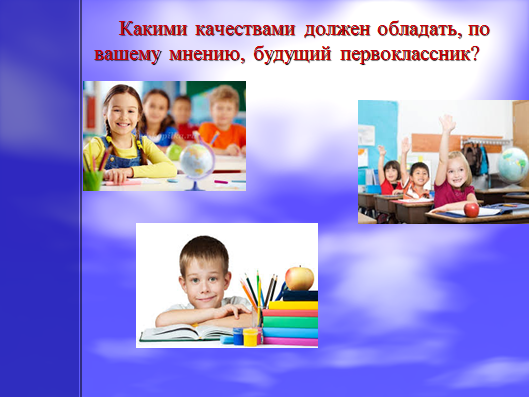 Какими качествами должен обладать, по
вашему мнению, будущий первоклассник?